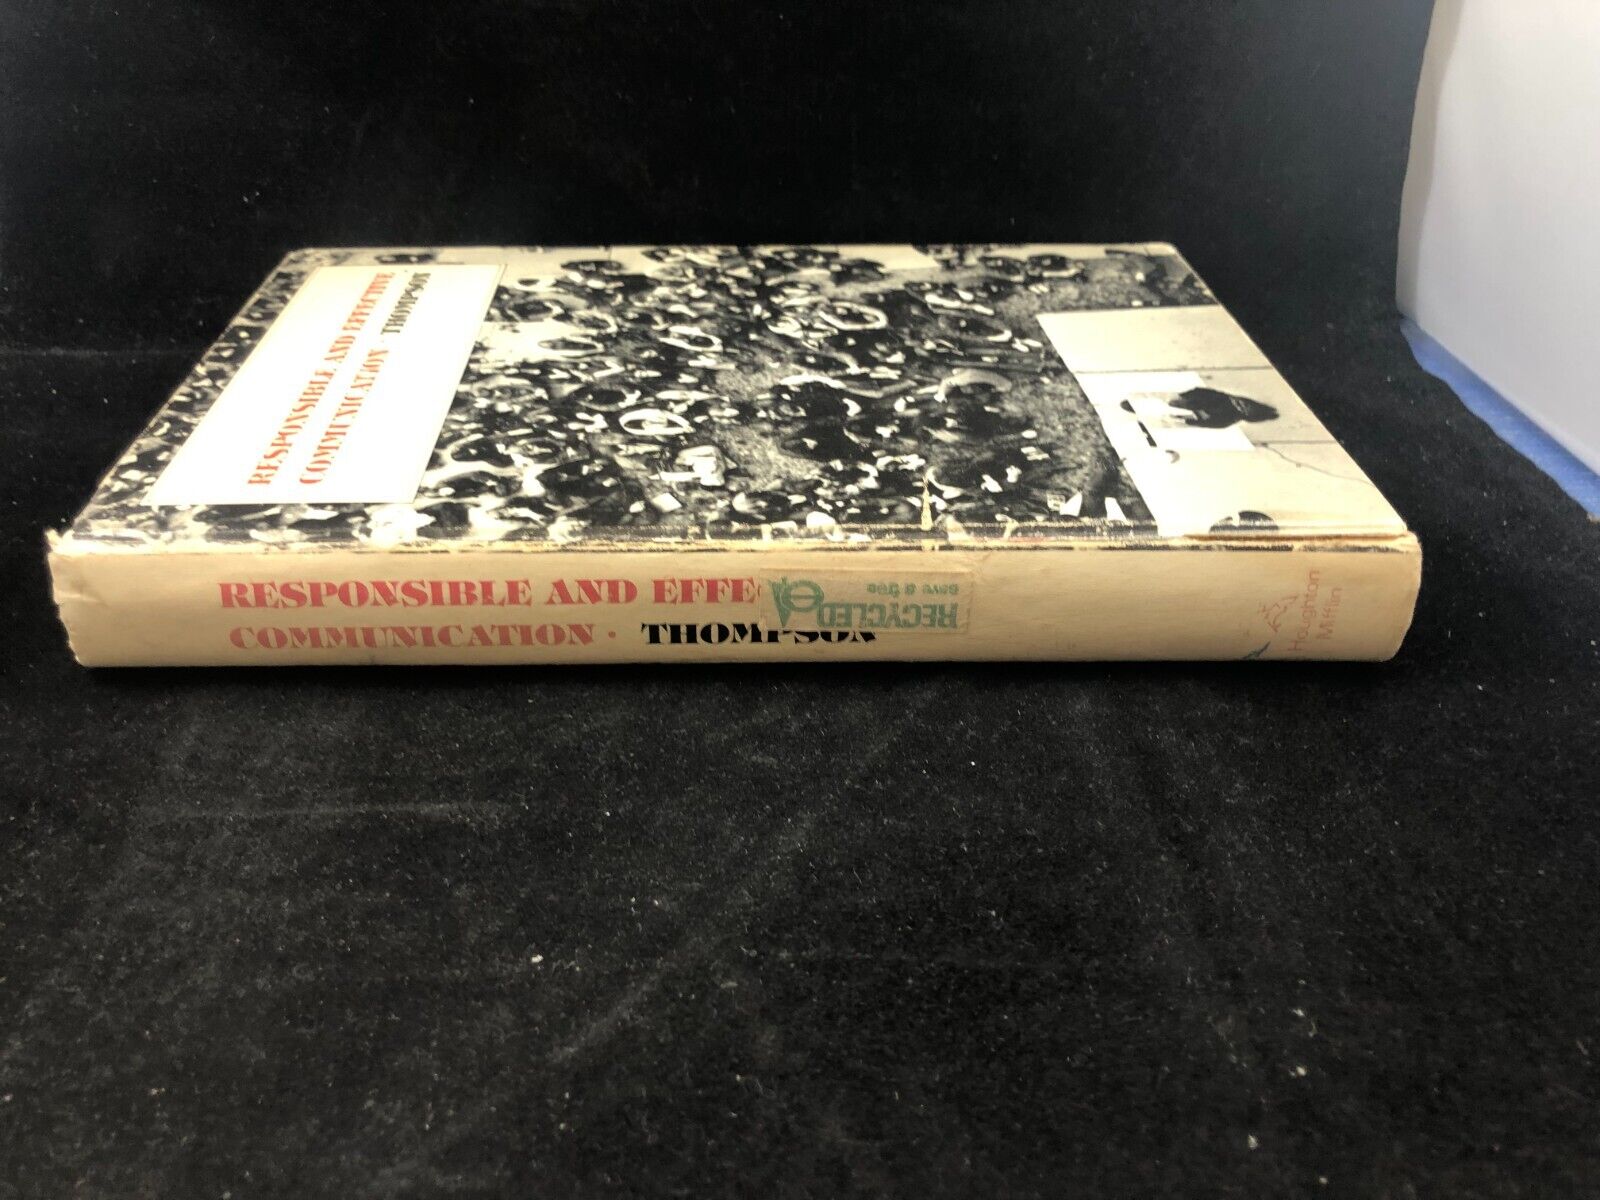 RESPONSIBLE AND EFFECTIVE
COMMUNICATION · THOMPSON
RESPONSIBLE AND EFFE
COMMUNICATION · THOMPSON
RECYCLED
save a tree
Houghton
Mifflin